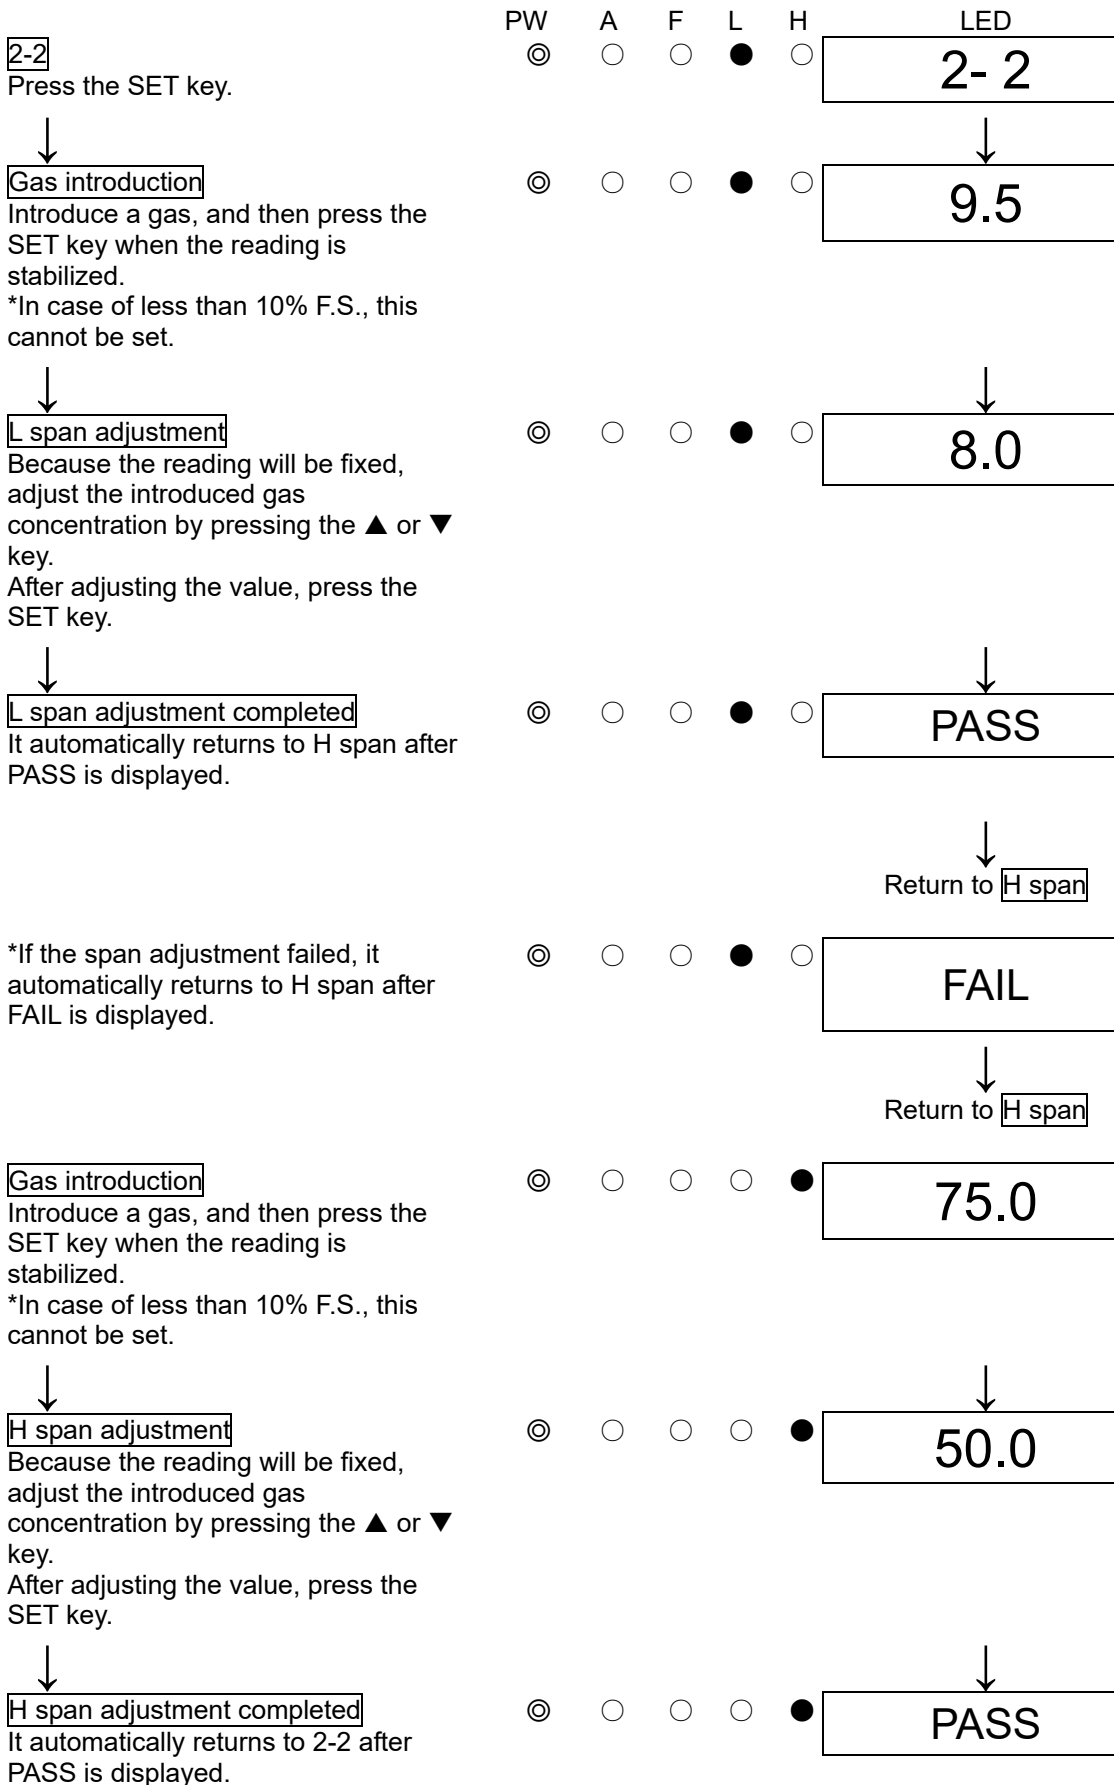 PW A F L H LED
2-2 ◎ ○ ○ ● ○ 2- 2
Press the SET key.
↓ ↓
Gas introduction ◎ ○ ○ ● ○ 9.5
Introduce a gas, and then press the
SET key when the reading is
stabilized.
*In case of less than 10% F.S., this
cannot be set.
↓ ↓
L span adjustment ◎ ○ ○ ● ○ 8.0
Because the reading will be fixed,
adjust the introduced gas
concentration by pressing the ▲ or ▼
key.
After adjusting the value, press the
SET key.
↓ ↓
L span adjustment completed ◎ ○ ○ ● ○ PASS
It automatically returns to H span after
PASS is displayed.
↓
Return to H span
*If the span adjustment failed, it ◎ ○ ○ ● ○ FAIL
automatically returns to H span after
FAIL is displayed.
↓
Return to H span
Gas introduction ◎ ○ ○ ○ ● 75.0
Introduce a gas, and then press the
SET key when the reading is
stabilized.
*In case of less than 10% F.S., this
cannot be set.
↓ ↓
H span adjustment ◎ ○ ○ ○ ● 50.0
Because the reading will be fixed,
adjust the introduced gas
concentration by pressing the ▲ or ▼
key.
After adjusting the value, press the
SET key.
↓ ↓
H span adjustment completed ◎ ○ ○ ○ ● PASS
It automatically returns to 2-2 after
PASS is displayed.